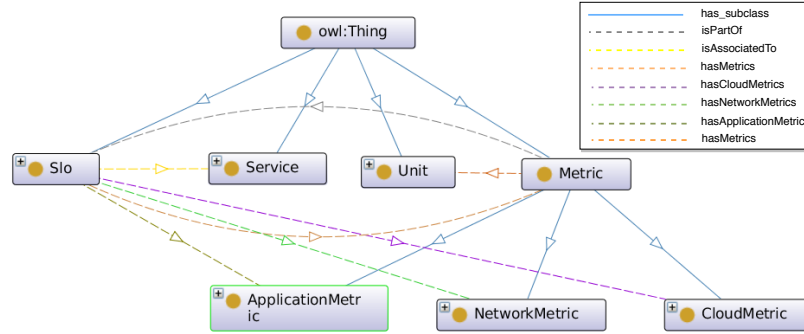 owl:Thing
has_subclass
isPartOf
isAssociatedTo
hasMetrics
hasCloudMetrics
hasNetworkMetrics
hasApplicationMetric
hasMetrics
Slo
Service
Unit
Metric
ApplicationMetr
ic
NetworkMetric
CloudMetric